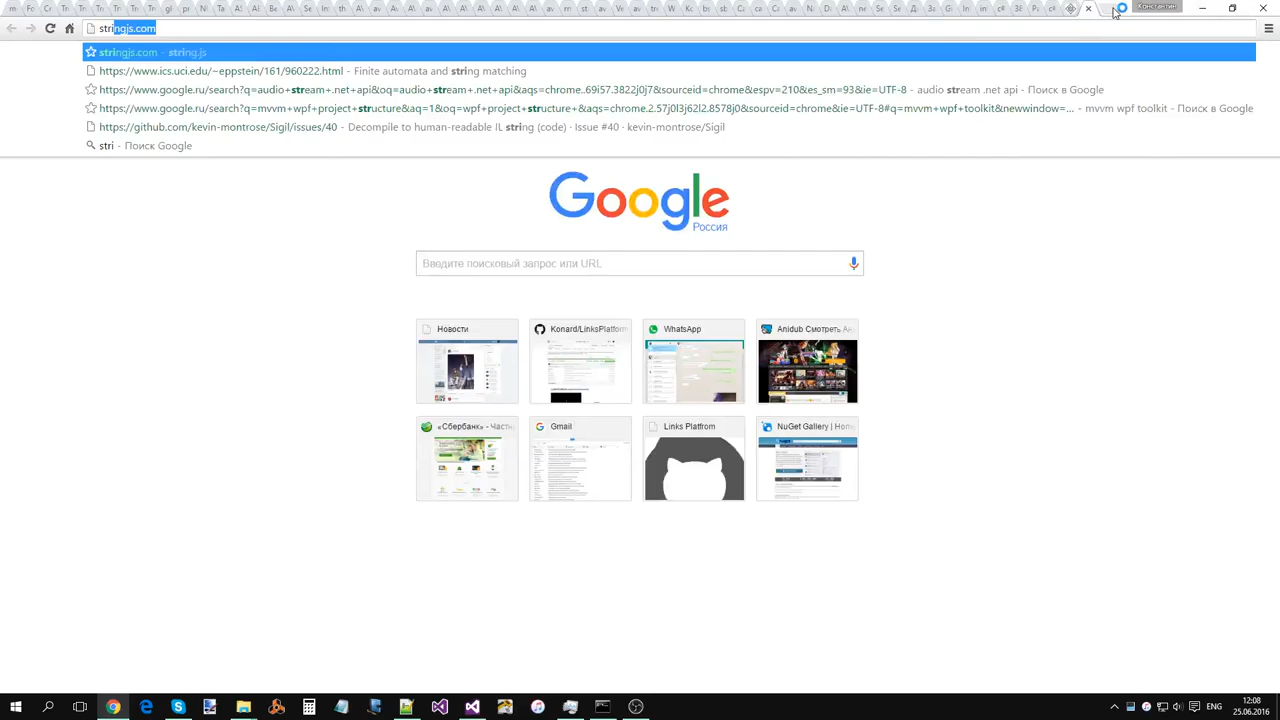 Константин
stringjs.com
stringjs.com - string.js
https://www.ics.uci.edu/~eppstein/161/960222.html - Finite automata and string matching
https://www.google.ru/search?q=audio+stream+.net+api&oq=audio+stream+.net+api&aqs=chrome..69i57.3822j0j7&sourceid=chrome&espv=210&es_sm=93&ie=UTF-8 - audio stream .net api - Поиск в Google
https://www.google.ru/search?q=mvvm+wpf+project+structure&aq=1&oq=wpf+project+structure+&aqs=chrome.2.57j0l3j62l2.8578j0&sourceid=chrome&ie=UTF-8#q=mvvm+wpf+toolkit&newwindow=... - mvvm wpf toolkit - Поиск в Google
https://github.com/kevin-montrose/Sigil/issues/40 - Decompile to human-readable IL string (code) · Issue #40 · kevin-montrose/Sigil
stri - Поиск Google
Google
Россия
Введите поисковый запрос или URL
Новости
Konard/LinksPlatform
WhatsApp
Anidub Смотреть Ан
«Сбербанк» - Частн
Gmail
Links Platfrom
NuGet Gallery | Hom
ENG
12:08
25.06.2016